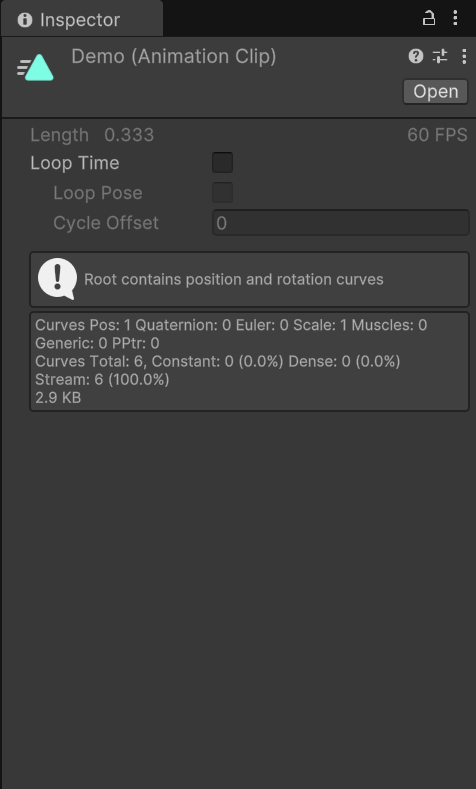 Inspector
Demo (Animation Clip)
Open
Length 0.333 60 FPS
Loop Time
Loop Pose
Cycle Offset 0
Root contains position and rotation curves
Curves Pos: 1 Quaternion: 0 Euler: 0 Scale: 1 Muscles: 0
Generic: 0 PPtr: 0
Curves Total: 6, Constant: 0 (0.0%) Dense: 0 (0.0%)
Stream: 6 (100.0%)
2.9 KB